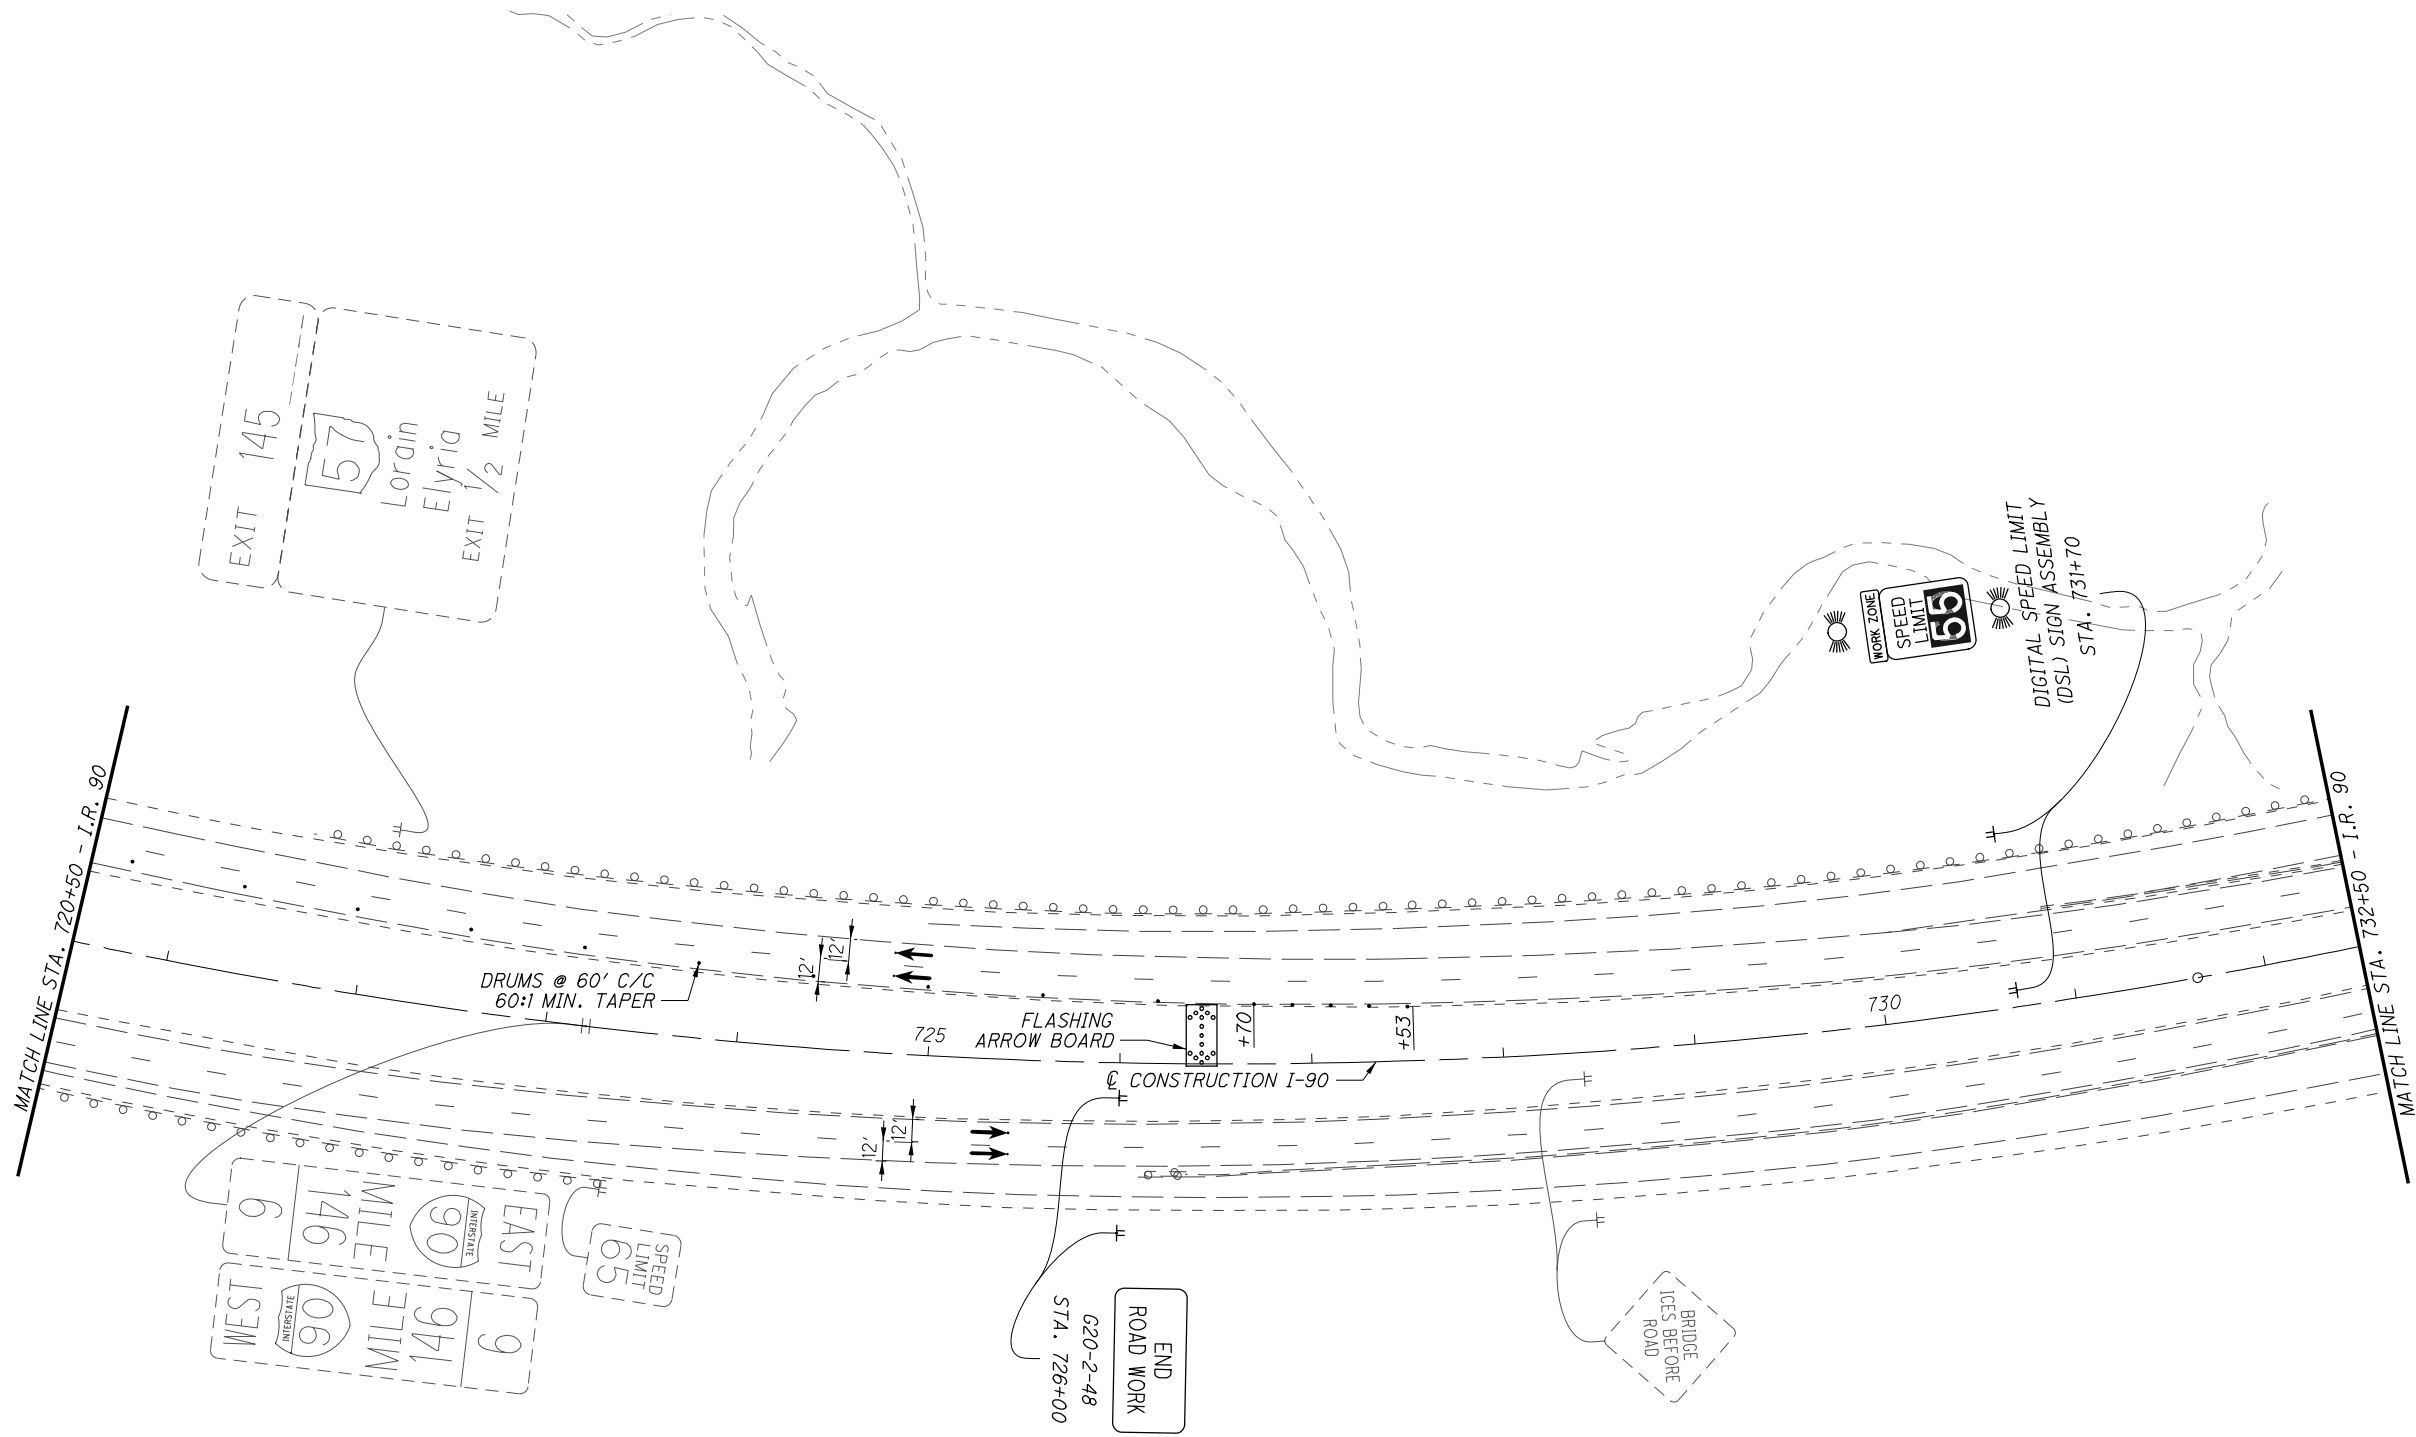 EXIT 145
57
Lorain
Elyria
EXIT 1/2 MILE
WORK ZONE
SPEED
LIMIT
55
DIGITAL SPEED LIMIT
(DSL) SIGN ASSEMBLY
STA. 731+70
MATCH LINE STA. 720+50 - I.R. 90
MATCH LINE STA. 732+50 - I.R. 90
12'
12'
DRUMS @ 60' C/C
60:1 MIN. TAPER
725
FLASHING
ARROW BOARD
+70
+53
730
℄ CONSTRUCTION I-90
12'
12'
EAST
INTERSTATE
90
MILE
146
6
WEST
INTERSTATE
90
MILE
146
6
SPEED
LIMIT
65
END
ROAD WORK
G20-2-48
STA. 726+00
BRIDGE
ICES BEFORE
ROAD